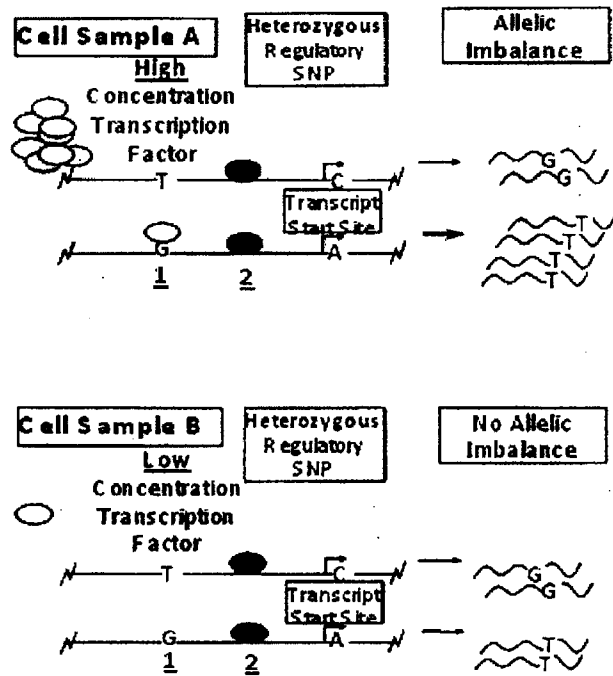 Cell Sample A
High
Concentration
Transcription
Factor
Heterozygous
Regulatory
SNP
Allelic
Imbalance
T
C
G
G
Transcript
Start Site
G
A
T
T
T
T
1
2
Cell Sample B
Low
Concentration
Transcription
Factor
Heterozygous
Regulatory
SNP
No Allelic
Imbalance
T
C
G
G
Transcript
Start Site
G
A
T
T
1
2